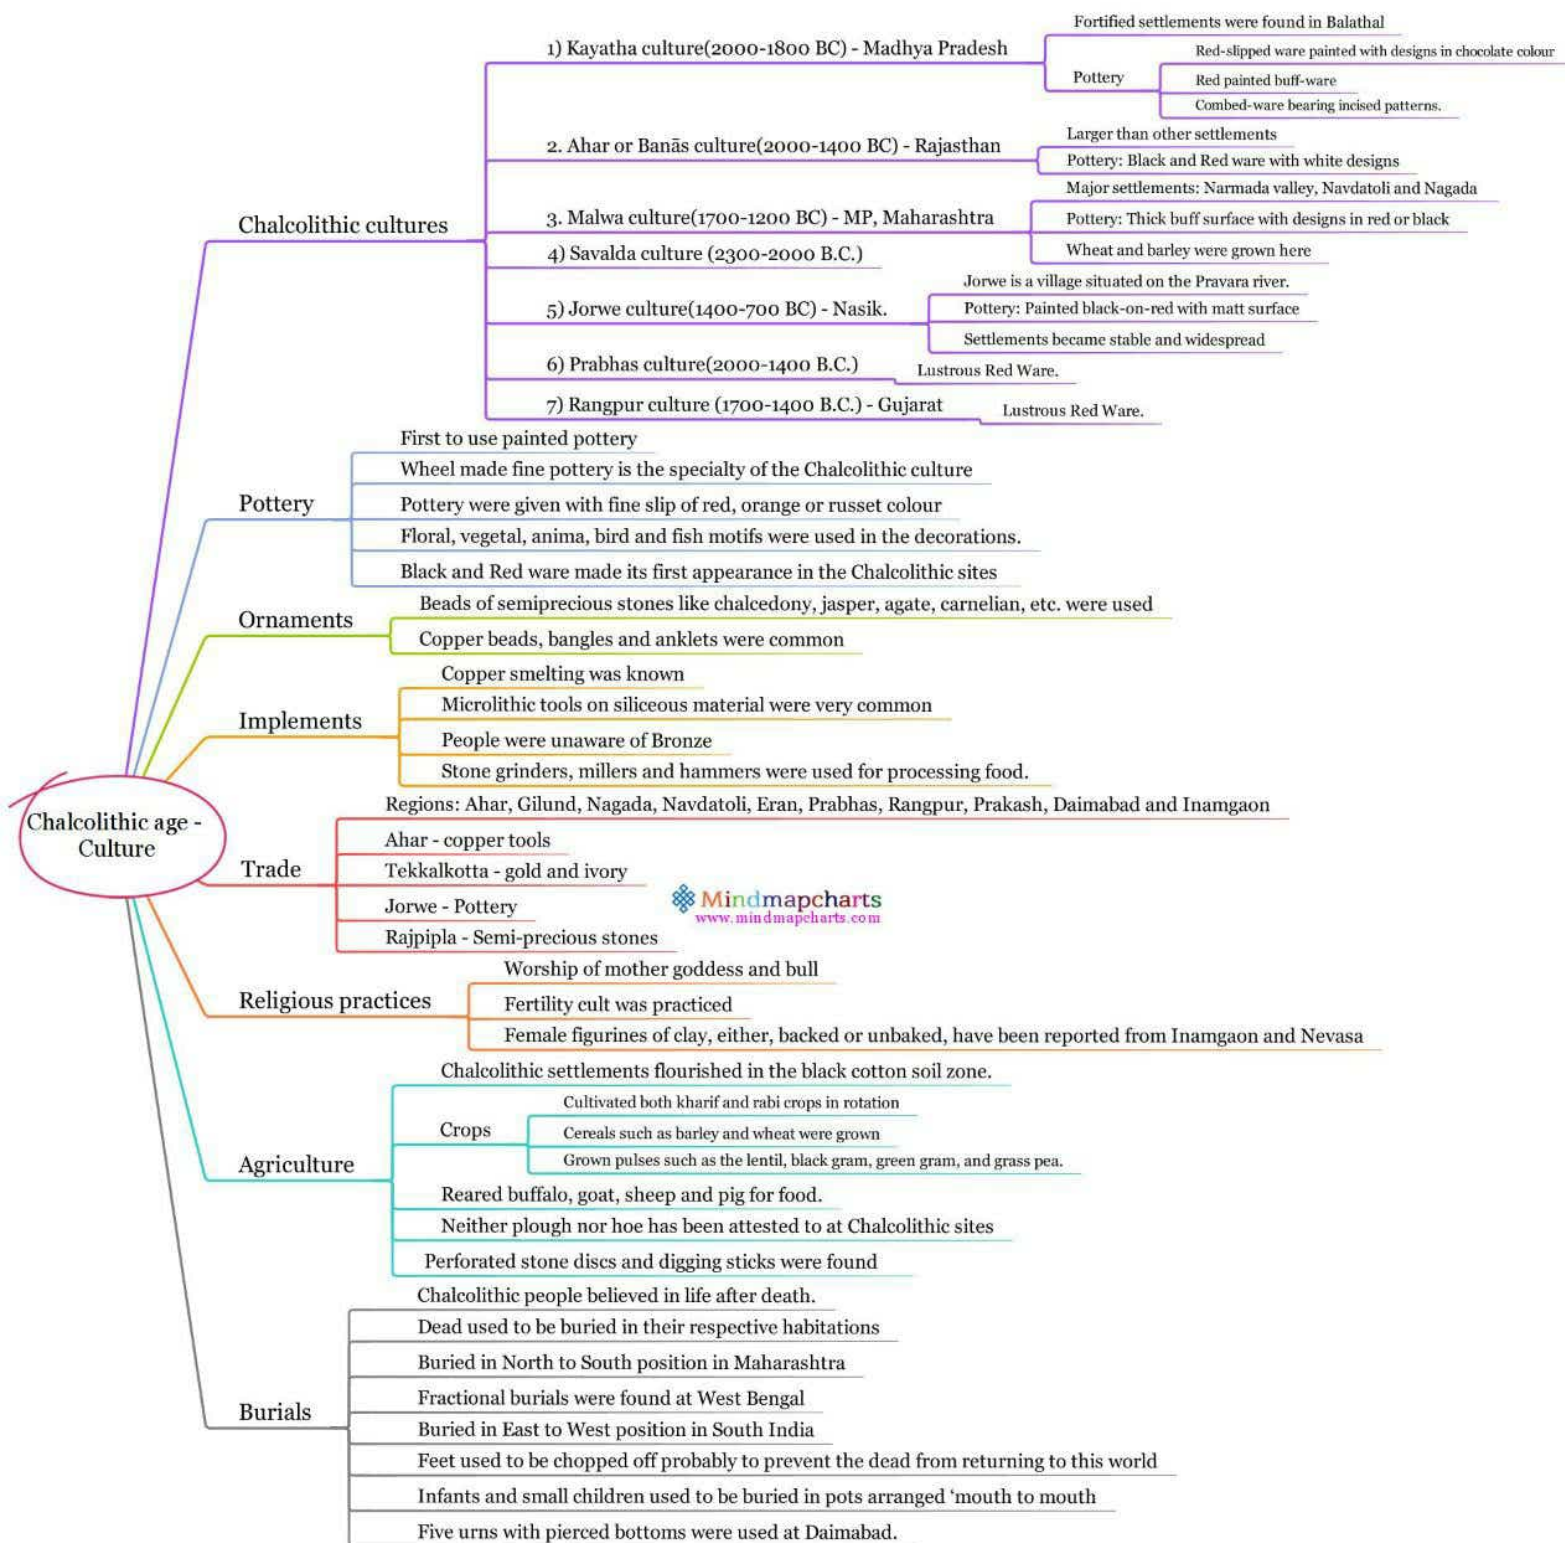 Chalcolithic age -
Culture
Chalcolithic cultures
1) Kayatha culture(2000-1800 BC) - Madhya Pradesh
Fortified settlements were found in Balathal
Pottery
Red-slipped ware painted with designs in chocolate colour
Red painted buff-ware
Combed-ware bearing incised patterns.
2. Ahar or Banās culture(2000-1400 BC) - Rajasthan
Larger than other settlements
Pottery: Black and Red ware with white designs
3. Malwa culture(1700-1200 BC) - MP, Maharashtra
Major settlements: Narmada valley, Navdatoli and Nagada
Pottery: Thick buff surface with designs in red or black
Wheat and barley were grown here
4) Savalda culture (2300-2000 B.C.)
5) Jorwe culture(1400-700 BC) - Nasik.
Jorwe is a village situated on the Pravara river.
Pottery: Painted black-on-red with matt surface
Settlements became stable and widespread
6) Prabhas culture(2000-1400 B.C.)
Lustrous Red Ware.
7) Rangpur culture (1700-1400 B.C.) - Gujarat
Lustrous Red Ware.
Pottery
First to use painted pottery
Wheel made fine pottery is the specialty of the Chalcolithic culture
Pottery were given with fine slip of red, orange or russet colour
Floral, vegetal, anima, bird and fish motifs were used in the decorations.
Black and Red ware made its first appearance in the Chalcolithic sites
Ornaments
Beads of semiprecious stones like chalcedony, jasper, agate, carnelian, etc. were used
Copper beads, bangles and anklets were common
Implements
Copper smelting was known
Microlithic tools on siliceous material were very common
People were unaware of Bronze
Stone grinders, millers and hammers were used for processing food.
Trade
Regions: Ahar, Gilund, Nagada, Navdatoli, Eran, Prabhas, Rangpur, Prakash, Daimabad and Inamgaon
Ahar - copper tools
Tekkalkotta - gold and ivory
Jorwe - Pottery
Rajpipla - Semi-precious stones
Mindmapcharts
www.mindmapcharts.com
Religious practices
Worship of mother goddess and bull
Fertility cult was practiced
Female figurines of clay, either, backed or unbaked, have been reported from Inamgaon and Nevasa
Agriculture
Chalcolithic settlements flourished in the black cotton soil zone.
Crops
Cultivated both kharif and rabi crops in rotation
Cereals such as barley and wheat were grown
Grown pulses such as the lentil, black gram, green gram, and grass pea.
Reared buffalo, goat, sheep and pig for food.
Neither plough nor hoe has been attested to at Chalcolithic sites
Perforated stone discs and digging sticks were found
Burials
Chalcolithic people believed in life after death.
Dead used to be buried in their respective habitations
Buried in North to South position in Maharashtra
Fractional burials were found at West Bengal
Buried in East to West position in South India
Feet used to be chopped off probably to prevent the dead from returning to this world
Infants and small children used to be buried in pots arranged ‘mouth to mouth
Five urns with pierced bottoms were used at Daimabad.